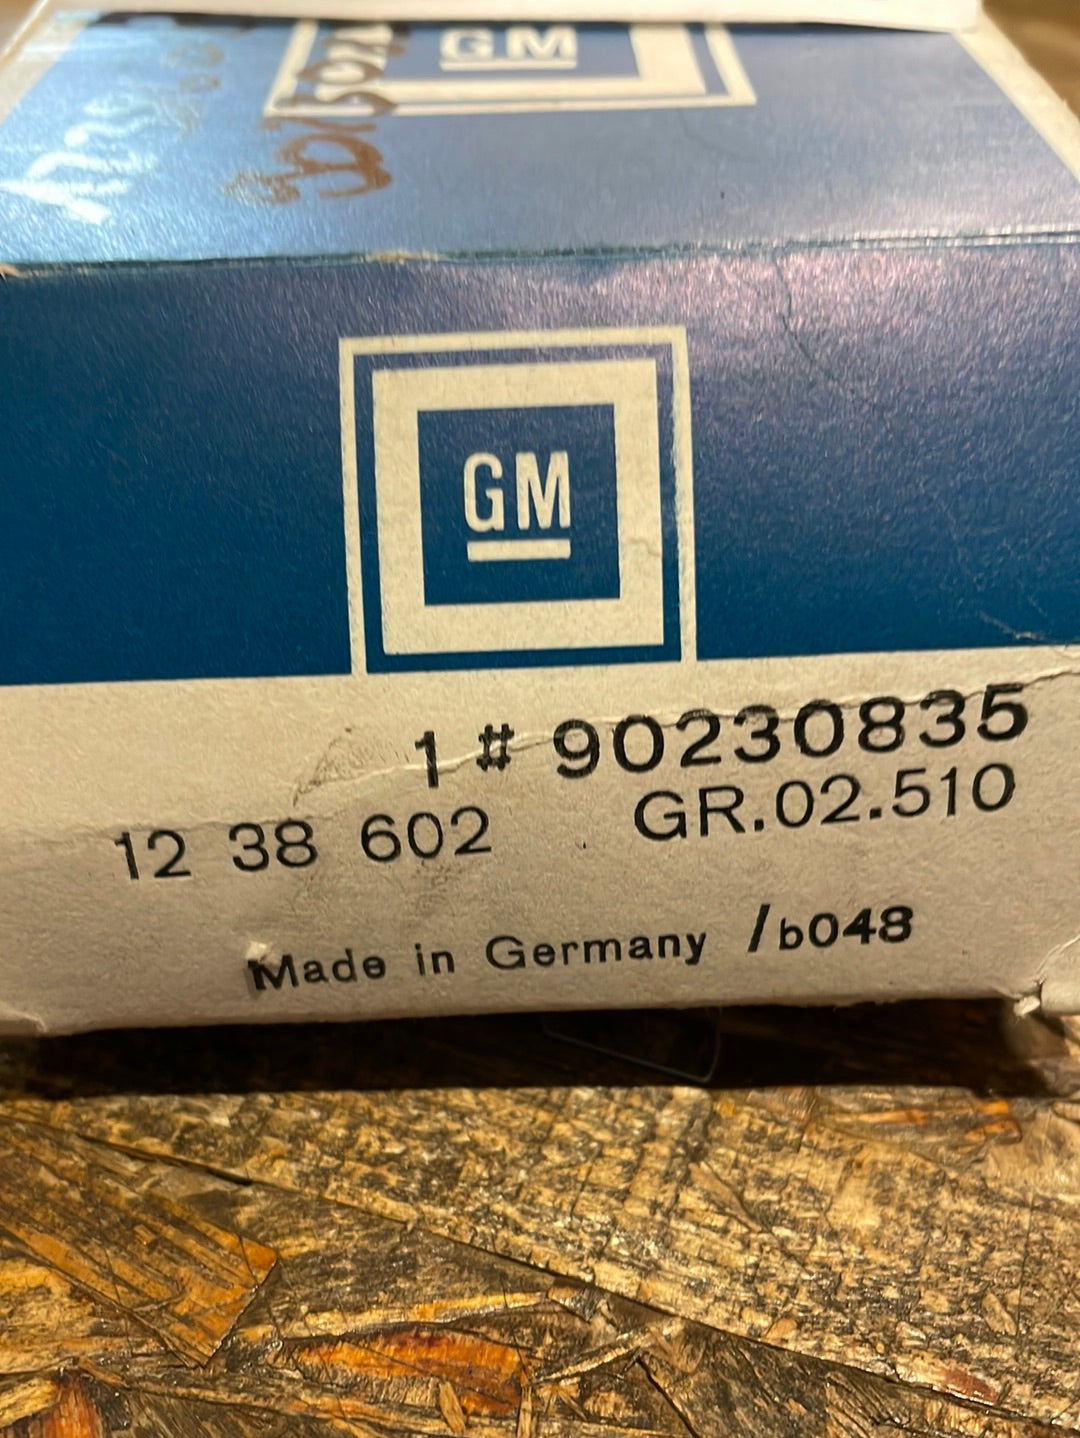 GM
GM
1 # 90230835
12 38 602 GR.02.510
Made in Germany /b048